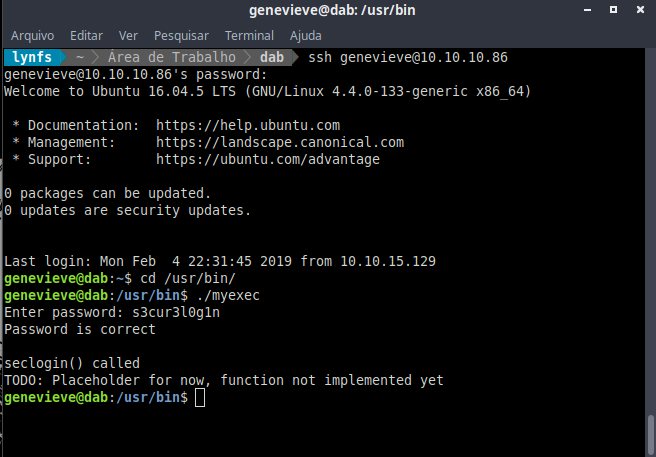 genevieve@dab: /usr/bin
Arquivo Editar Ver Pesquisar Terminal Ajuda
lynfs ~ Área de Trabalho dab ssh genevieve@10.10.10.86
genevieve@10.10.10.86's password:
Welcome to Ubuntu 16.04.5 LTS (GNU/Linux 4.4.0-133-generic x86_64)
* Documentation: https://help.ubuntu.com
* Management: https://landscape.canonical.com
* Support: https://ubuntu.com/advantage
0 packages can be updated.
0 updates are security updates.
Last login: Mon Feb 4 22:31:45 2019 from 10.10.15.129
genevieve@dab:~$ cd /usr/bin/
genevieve@dab:/usr/bin$ ./myexec
Enter password: s3cur3l0g1n
Password is correct
seclogin() called
TODO: Placeholder for now, function not implemented yet
genevieve@dab:/usr/bin$